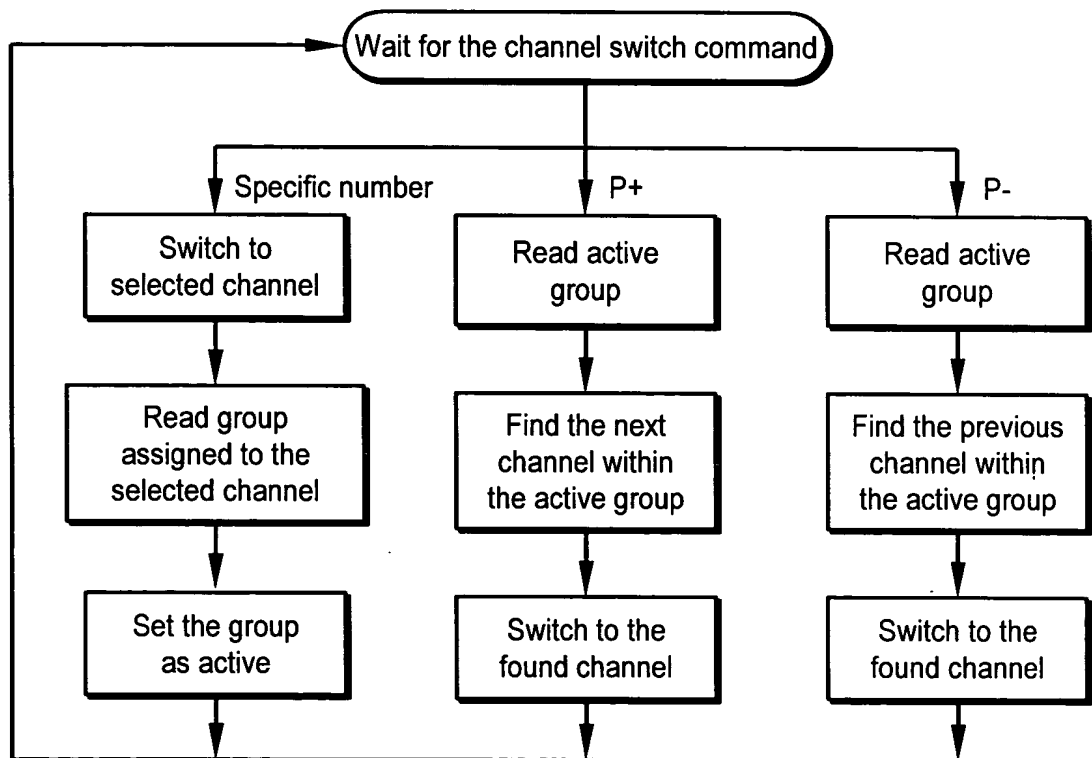 Wait for the channel switch command
Specific number
P+
P-
Switch to
selected channel
Read active
group
Read active
group
Read group
assigned to the
selected channel
Find the next
channel within
the active group
Find the previous
channel within
the active group
Set the group
as active
Switch to the
found channel
Switch to the
found channel